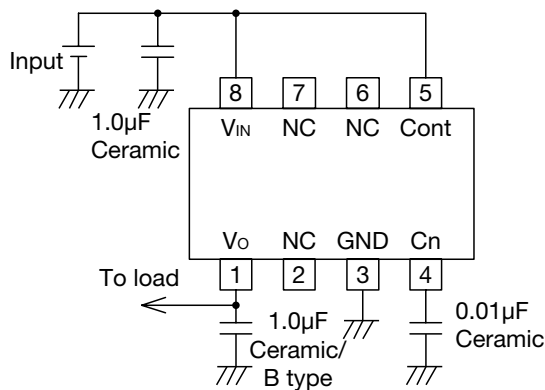 Input
1.0µF
Ceramic
8
7
6
5
VIN
NC
NC
Cont
VO
NC
GND
Cn
1
2
3
4
To load
1.0µF
Ceramic/
B type
0.01µF
Ceramic